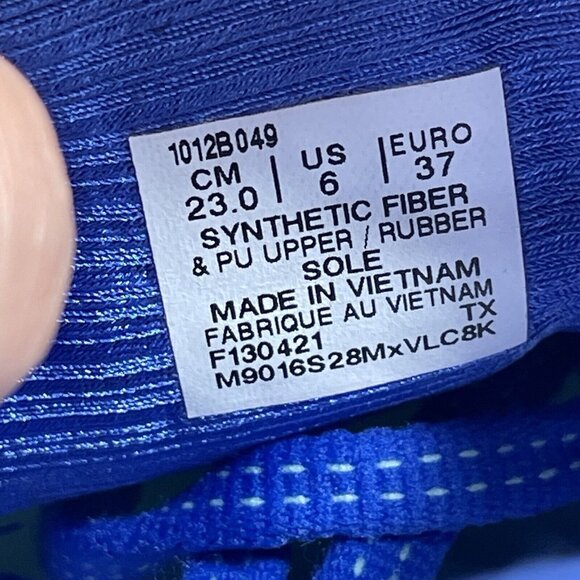 1012B049
CM | US | EURO
23.0 6 37
SYNTHETIC FIBER
& PU UPPER / RUBBER
SOLE
MADE IN VIETNAM
FABRIQUE AU VIETNAM
F130421 TX
M9016S28MxVLC8K